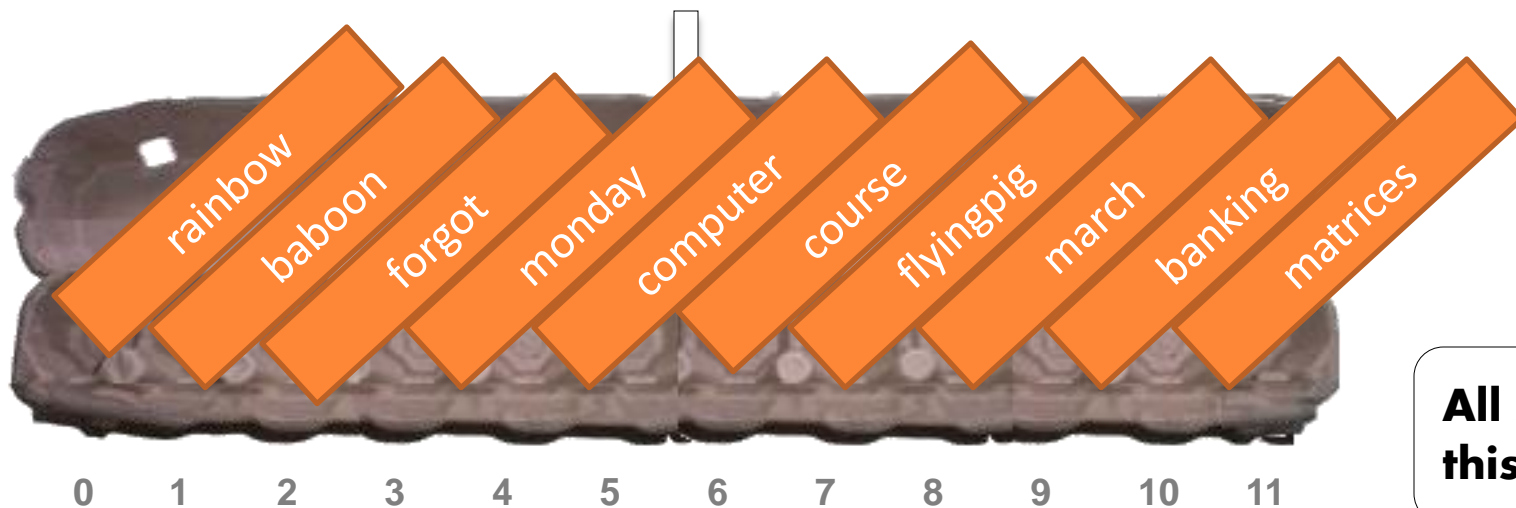 rainbow
baboon
forgot
monday
computer
course
flyingpig
march
banking
matrices
All
this
0 1 2 3 4 5 6 7 8 9 10 11